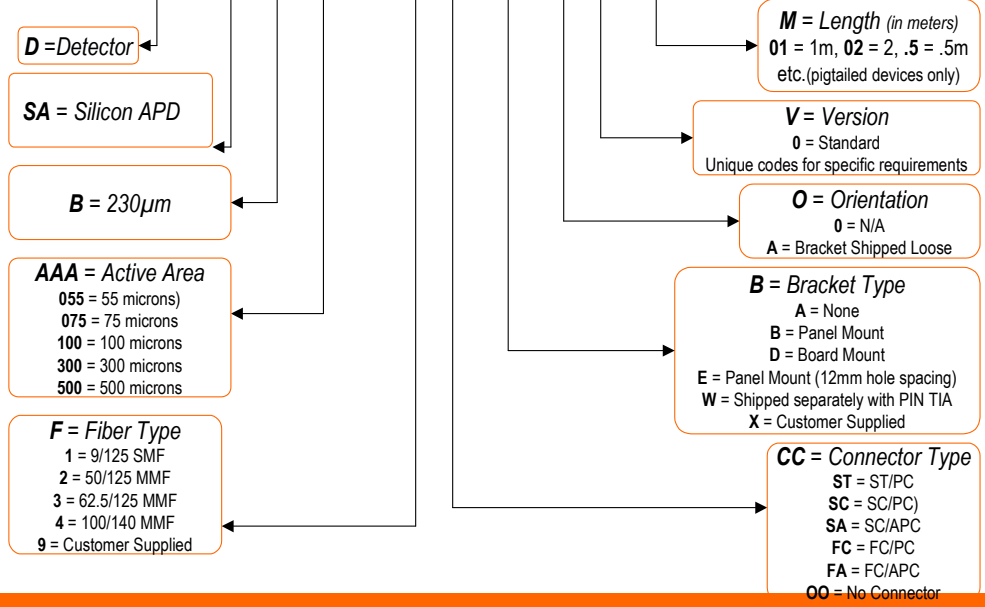 D =Detector
SA = Silicon APD
B = 230µm
AAA = Active Area
055 = 55 microns)
075 = 75 microns
100 = 100 microns
300 = 300 microns
500 = 500 microns
F = Fiber Type
1 = 9/125 SMF
2 = 50/125 MMF
3 = 62.5/125 MMF
4 = 100/140 MMF
9 = Customer Supplied
M = Length (in meters)
01 = 1m, 02 = 2, .5 = .5m
etc.(pigtailed devices only)
V = Version
0 = Standard
Unique codes for specific requirements
O = Orientation
0 = N/A
A = Bracket Shipped Loose
B = Bracket Type
A = None
B = Panel Mount
D = Board Mount
E = Panel Mount (12mm hole spacing)
W = Shipped separately with PIN TIA
X = Customer Supplied
CC = Connector Type
ST = ST/PC
SC = SC/PC)
SA = SC/APC
FC = FC/PC
FA = FC/APC
OO = No Connector